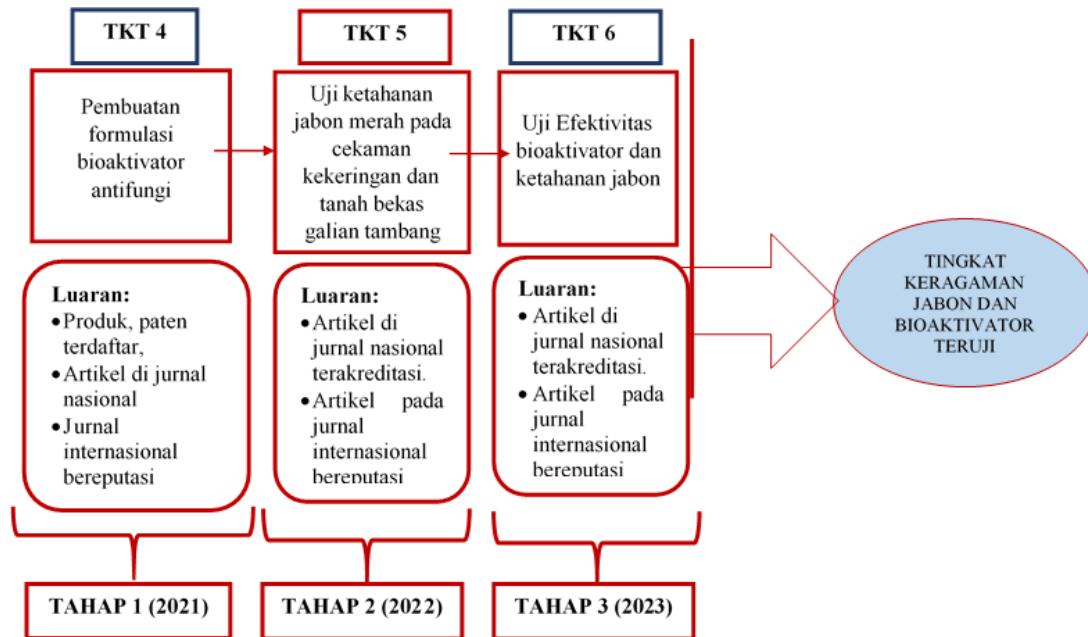 TKT 4
TKT 5
TKT 6
Pembuatan
formulasi
bioaktivator
antifungi
Uji ketahanan
jabon merah pada
cekaman
kekeringan dan
tanah bekas
galian tambang
Uji Efektivitas
bioaktivator dan
ketahanan jabon
Luaran:
•Produk, paten
terdaftar,
•Artikel di jurnal
nasional
•Jurnal
internasional
bereputasi
Luaran:
•Artikel di
jurnal nasional
terakreditasi.
•Artikel pada
jurnal
internasional
bereputasi
Luaran:
• Artikel di
jurnal nasional
terakreditasi.
• Artikel pada
jurnal
internasional
bereputasi
TINGKAT
KERAGAMAN
JABON DAN
BIOAKTIVATOR
TERUJI
TAHAP 1 (2021)
TAHAP 2 (2022)
TAHAP 3 (2023)